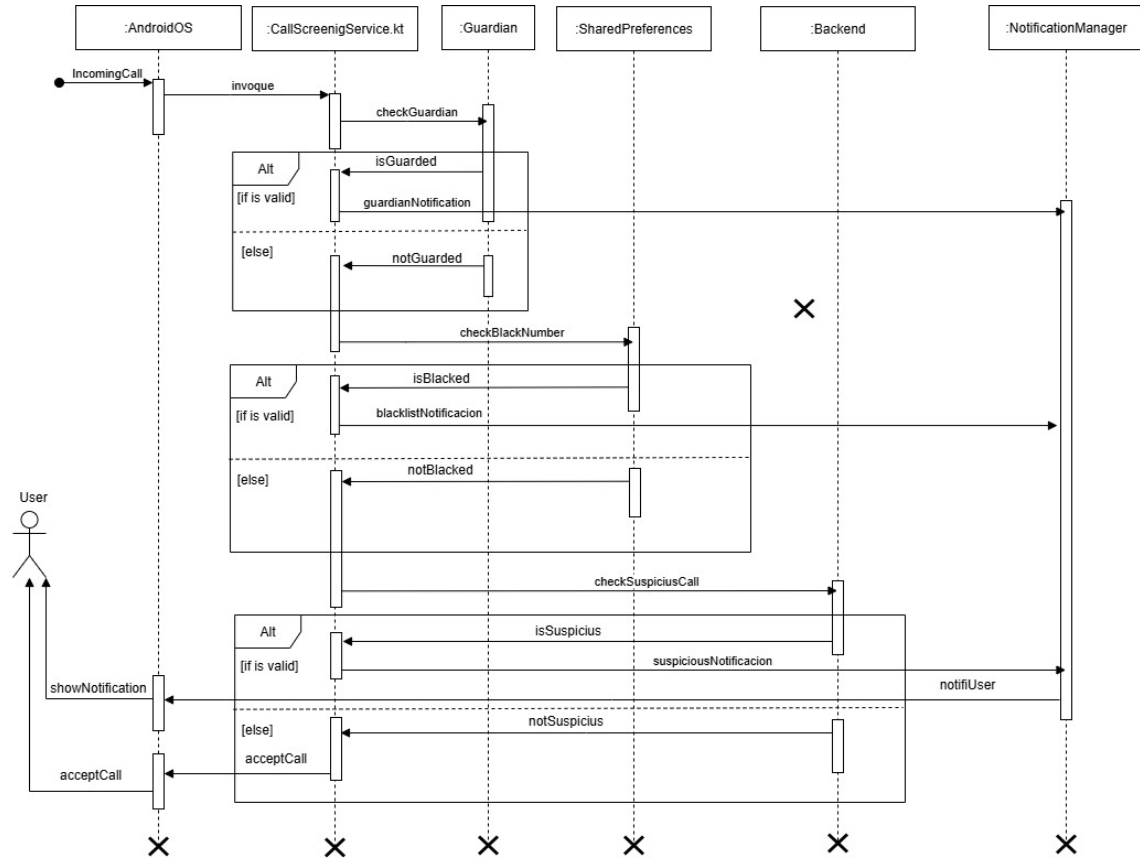 :AndroidOS
:CallScreenigService.kt
:Guardian
:SharedPreferences
:Backend
:NotificationManager
IncomingCall
invoque
checkGuardian
Alt
isGuarded
[if is valid]
guardianNotification
[else]
notGuarded
checkBlackNumber
Alt
isBlacked
[if is valid]
blacklistNotificacion
[else]
notBlacked
User
checkSuspiciusCall
Alt
isSuspicius
[if is valid]
suspiciousNotificacion
showNotification
notifiUser
[else]
notSuspicius
acceptCall
acceptCall